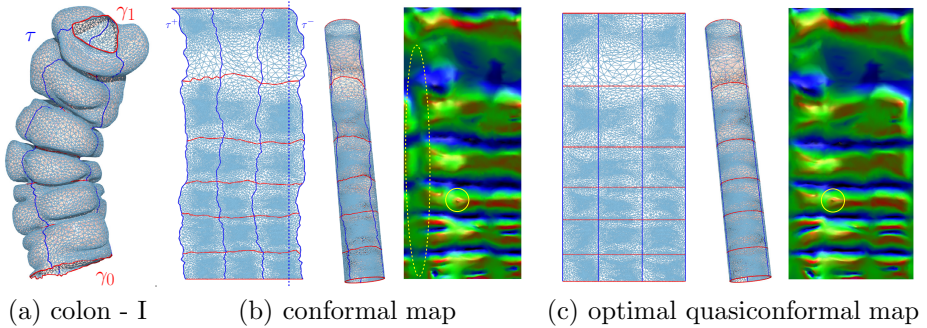 γ₁
τ
γ₀
τ⁺
τ⁻
(a) colon - I
(b) conformal map
(c) optimal quasiconformal map